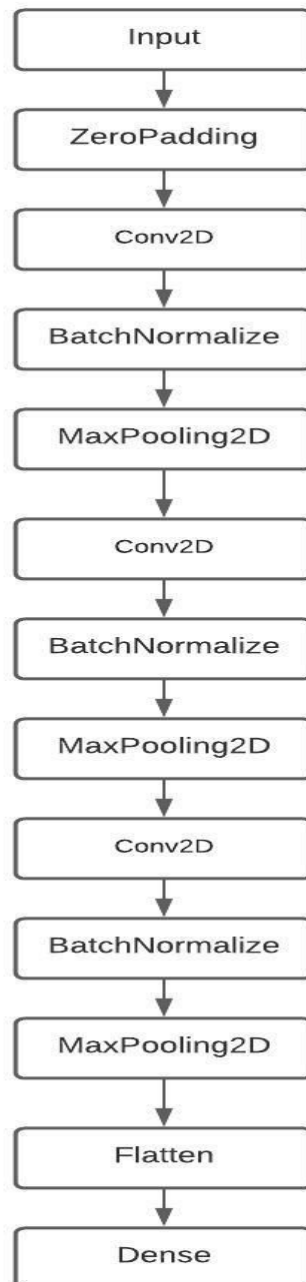 Input
ZeroPadding
Conv2D
BatchNormalize
MaxPooling2D
Conv2D
BatchNormalize
MaxPooling2D
Conv2D
BatchNormalize
MaxPooling2D
Flatten
Dense